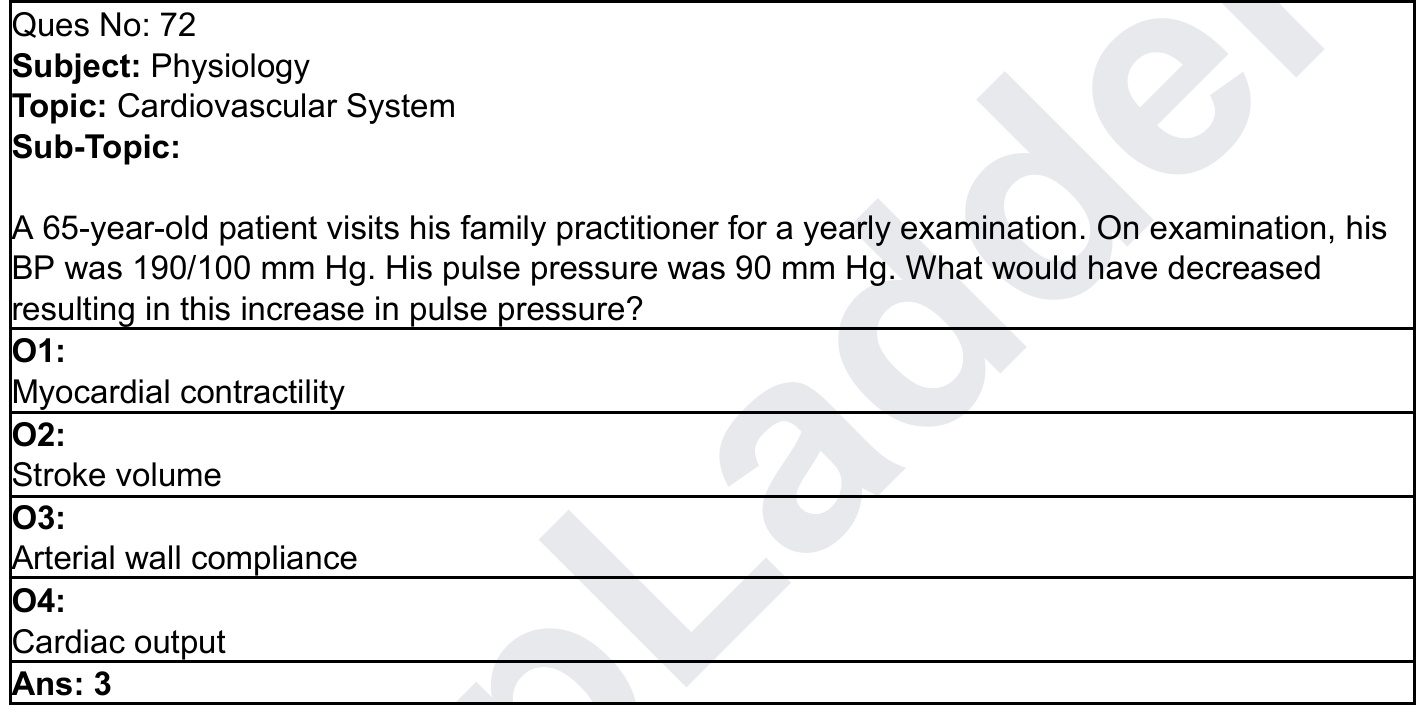 Ques No: 72
Subject: Physiology
Topic: Cardiovascular System
Sub-Topic:
A 65-year-old patient visits his family practitioner for a yearly examination. On examination, his
BP was 190/100 mm Hg. His pulse pressure was 90 mm Hg. What would have decreased
resulting in this increase in pulse pressure?
O1:
Myocardial contractility
O2:
Stroke volume
O3:
Arterial wall compliance
O4:
Cardiac output
Ans: 3